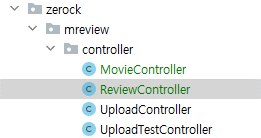 zerock
mreview
controller
C MovieController
C ReviewController
C UploadController
C UploadTestController